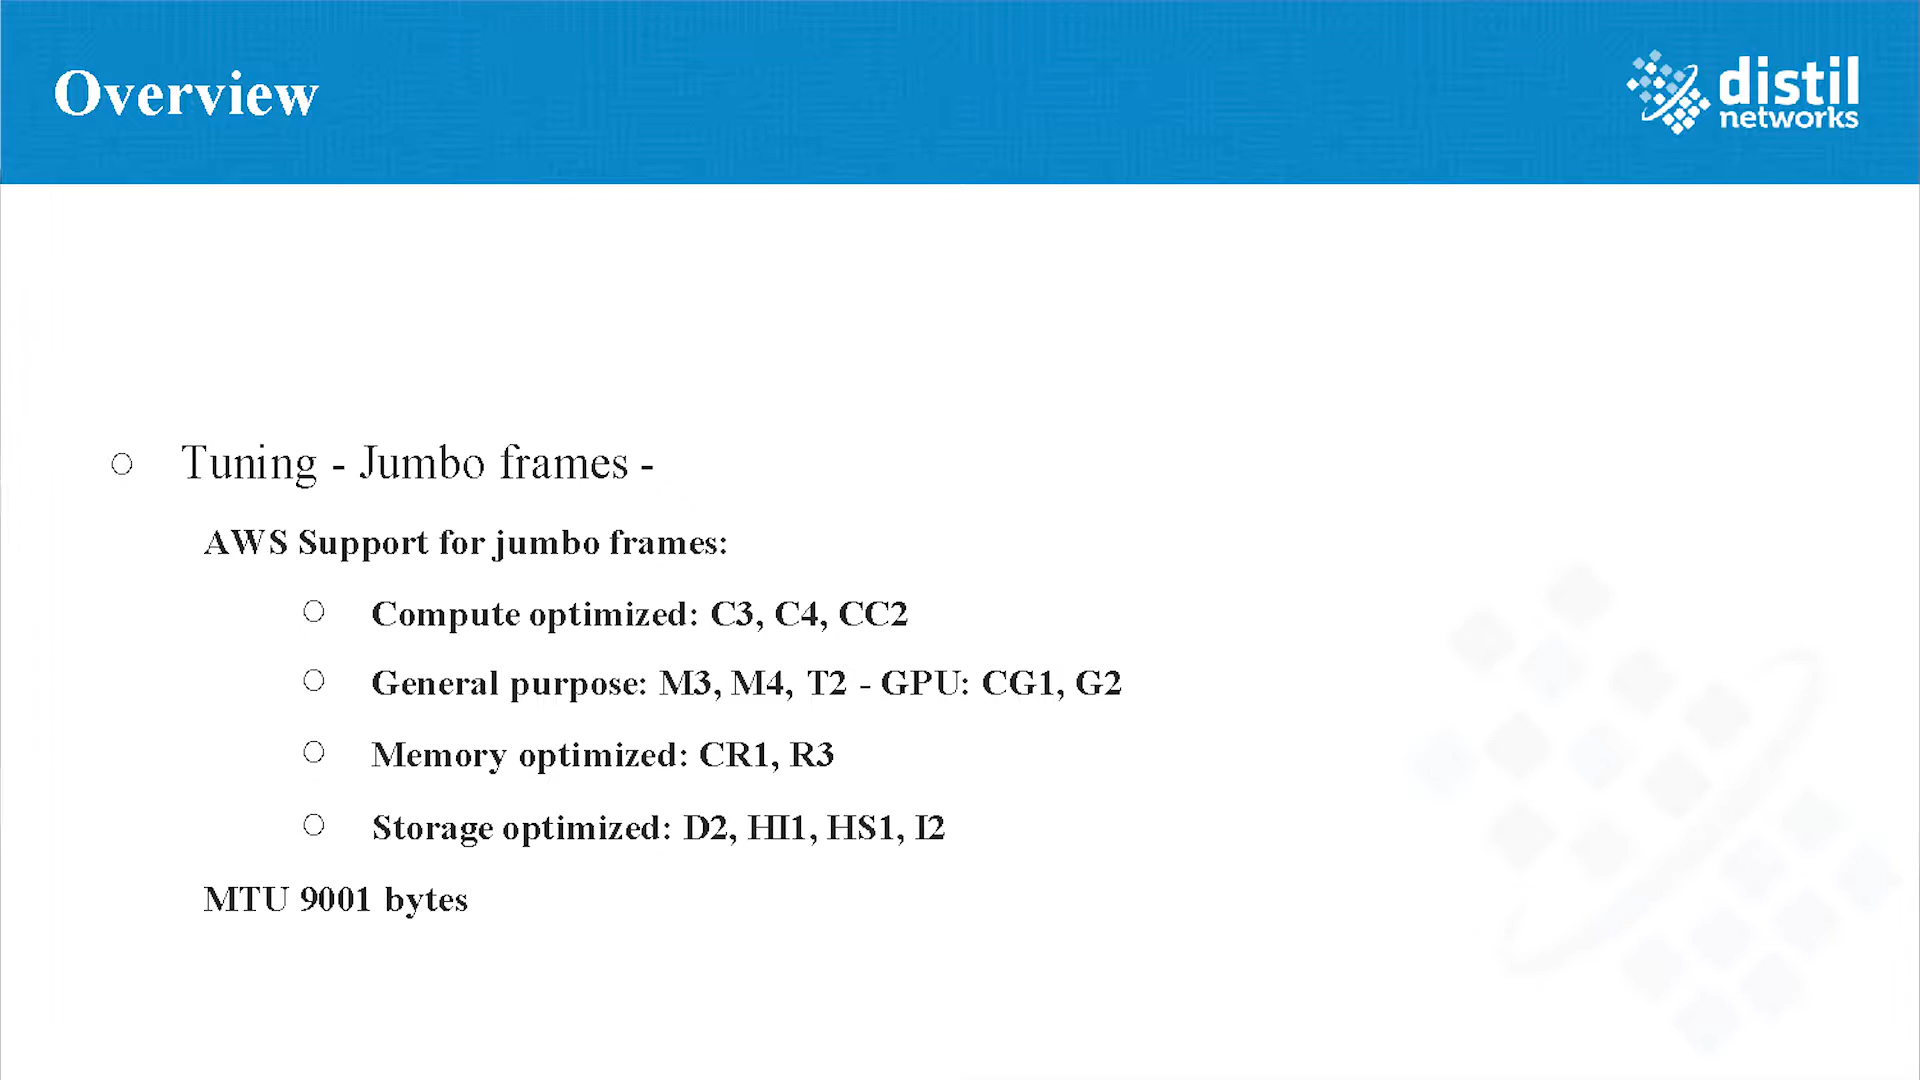 Overview
distil
networks
○ Tuning - Jumbo frames -
AWS Support for jumbo frames:
○ Compute optimized: C3, C4, CC2
○ General purpose: M3, M4, T2 - GPU: CG1, G2
○ Memory optimized: CR1, R3
○ Storage optimized: D2, HI1, HS1, I2
MTU 9001 bytes